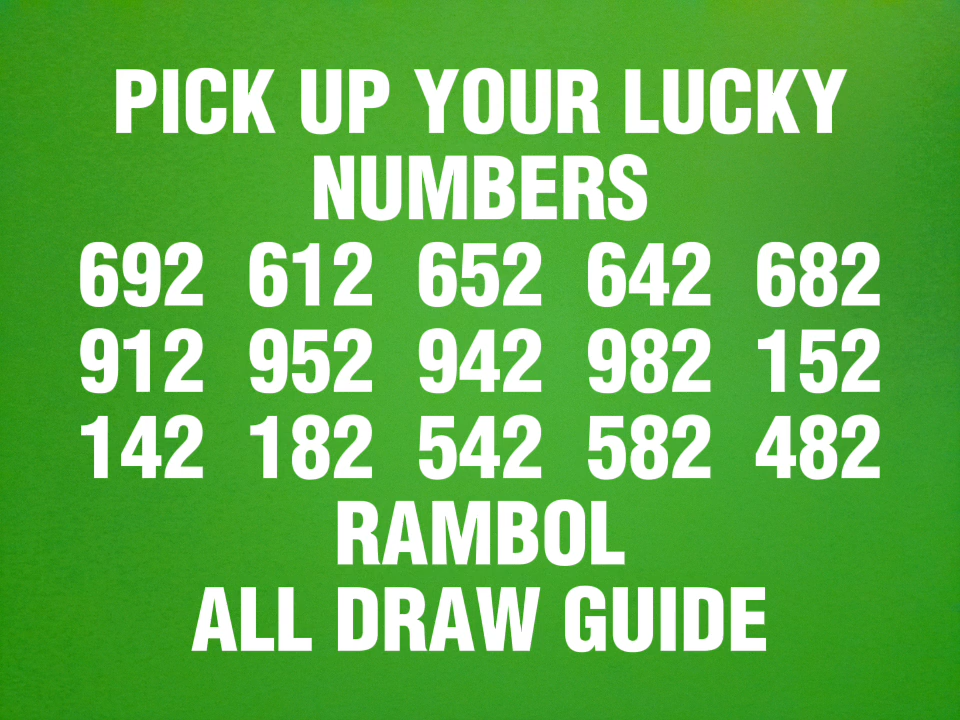 PICK UP YOUR LUCKY
NUMBERS
692 612 652 642 682
912 952 942 982 152
142 182 542 582 482
RAMBOL
ALL DRAW GUIDE